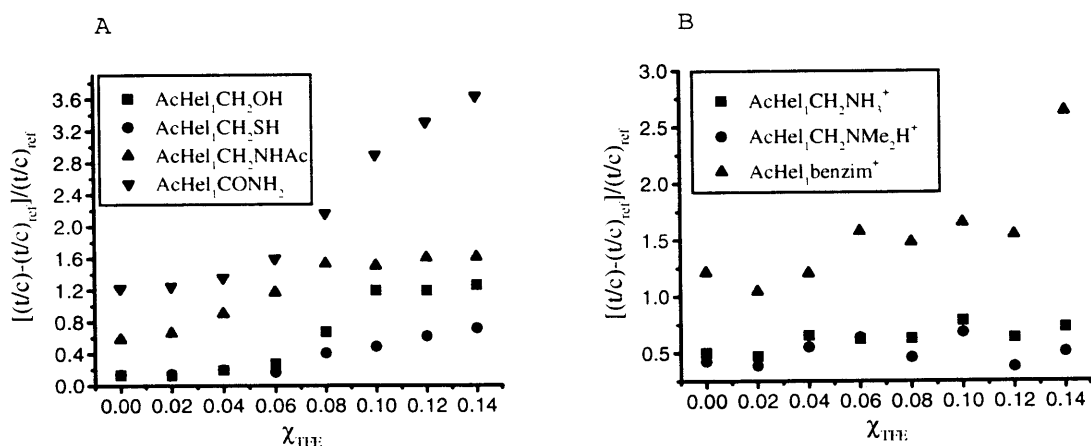 A
AcHel₁CH₂OH
AcHel₁CH₂SH
AcHel₁CH₂NHAc
AcHel₁CONH₂
[(t/c)-(t/c)ref]/(t/c)ref
3.6
3.2
2.8
2.4
2.0
1.6
1.2
0.8
0.4
0.0
0.00 0.02 0.04 0.06 0.08 0.10 0.12 0.14
χTFE
B
AcHel₁CH₂NH₃⁺
AcHel₁CH₂NMe₂H⁺
AcHel₁benzim⁺
[(t/c)-(t/c)ref]/(t/c)ref
3.0
2.5
2.0
1.5
1.0
0.5
0.00 0.02 0.04 0.06 0.08 0.10 0.12 0.14
χTFE